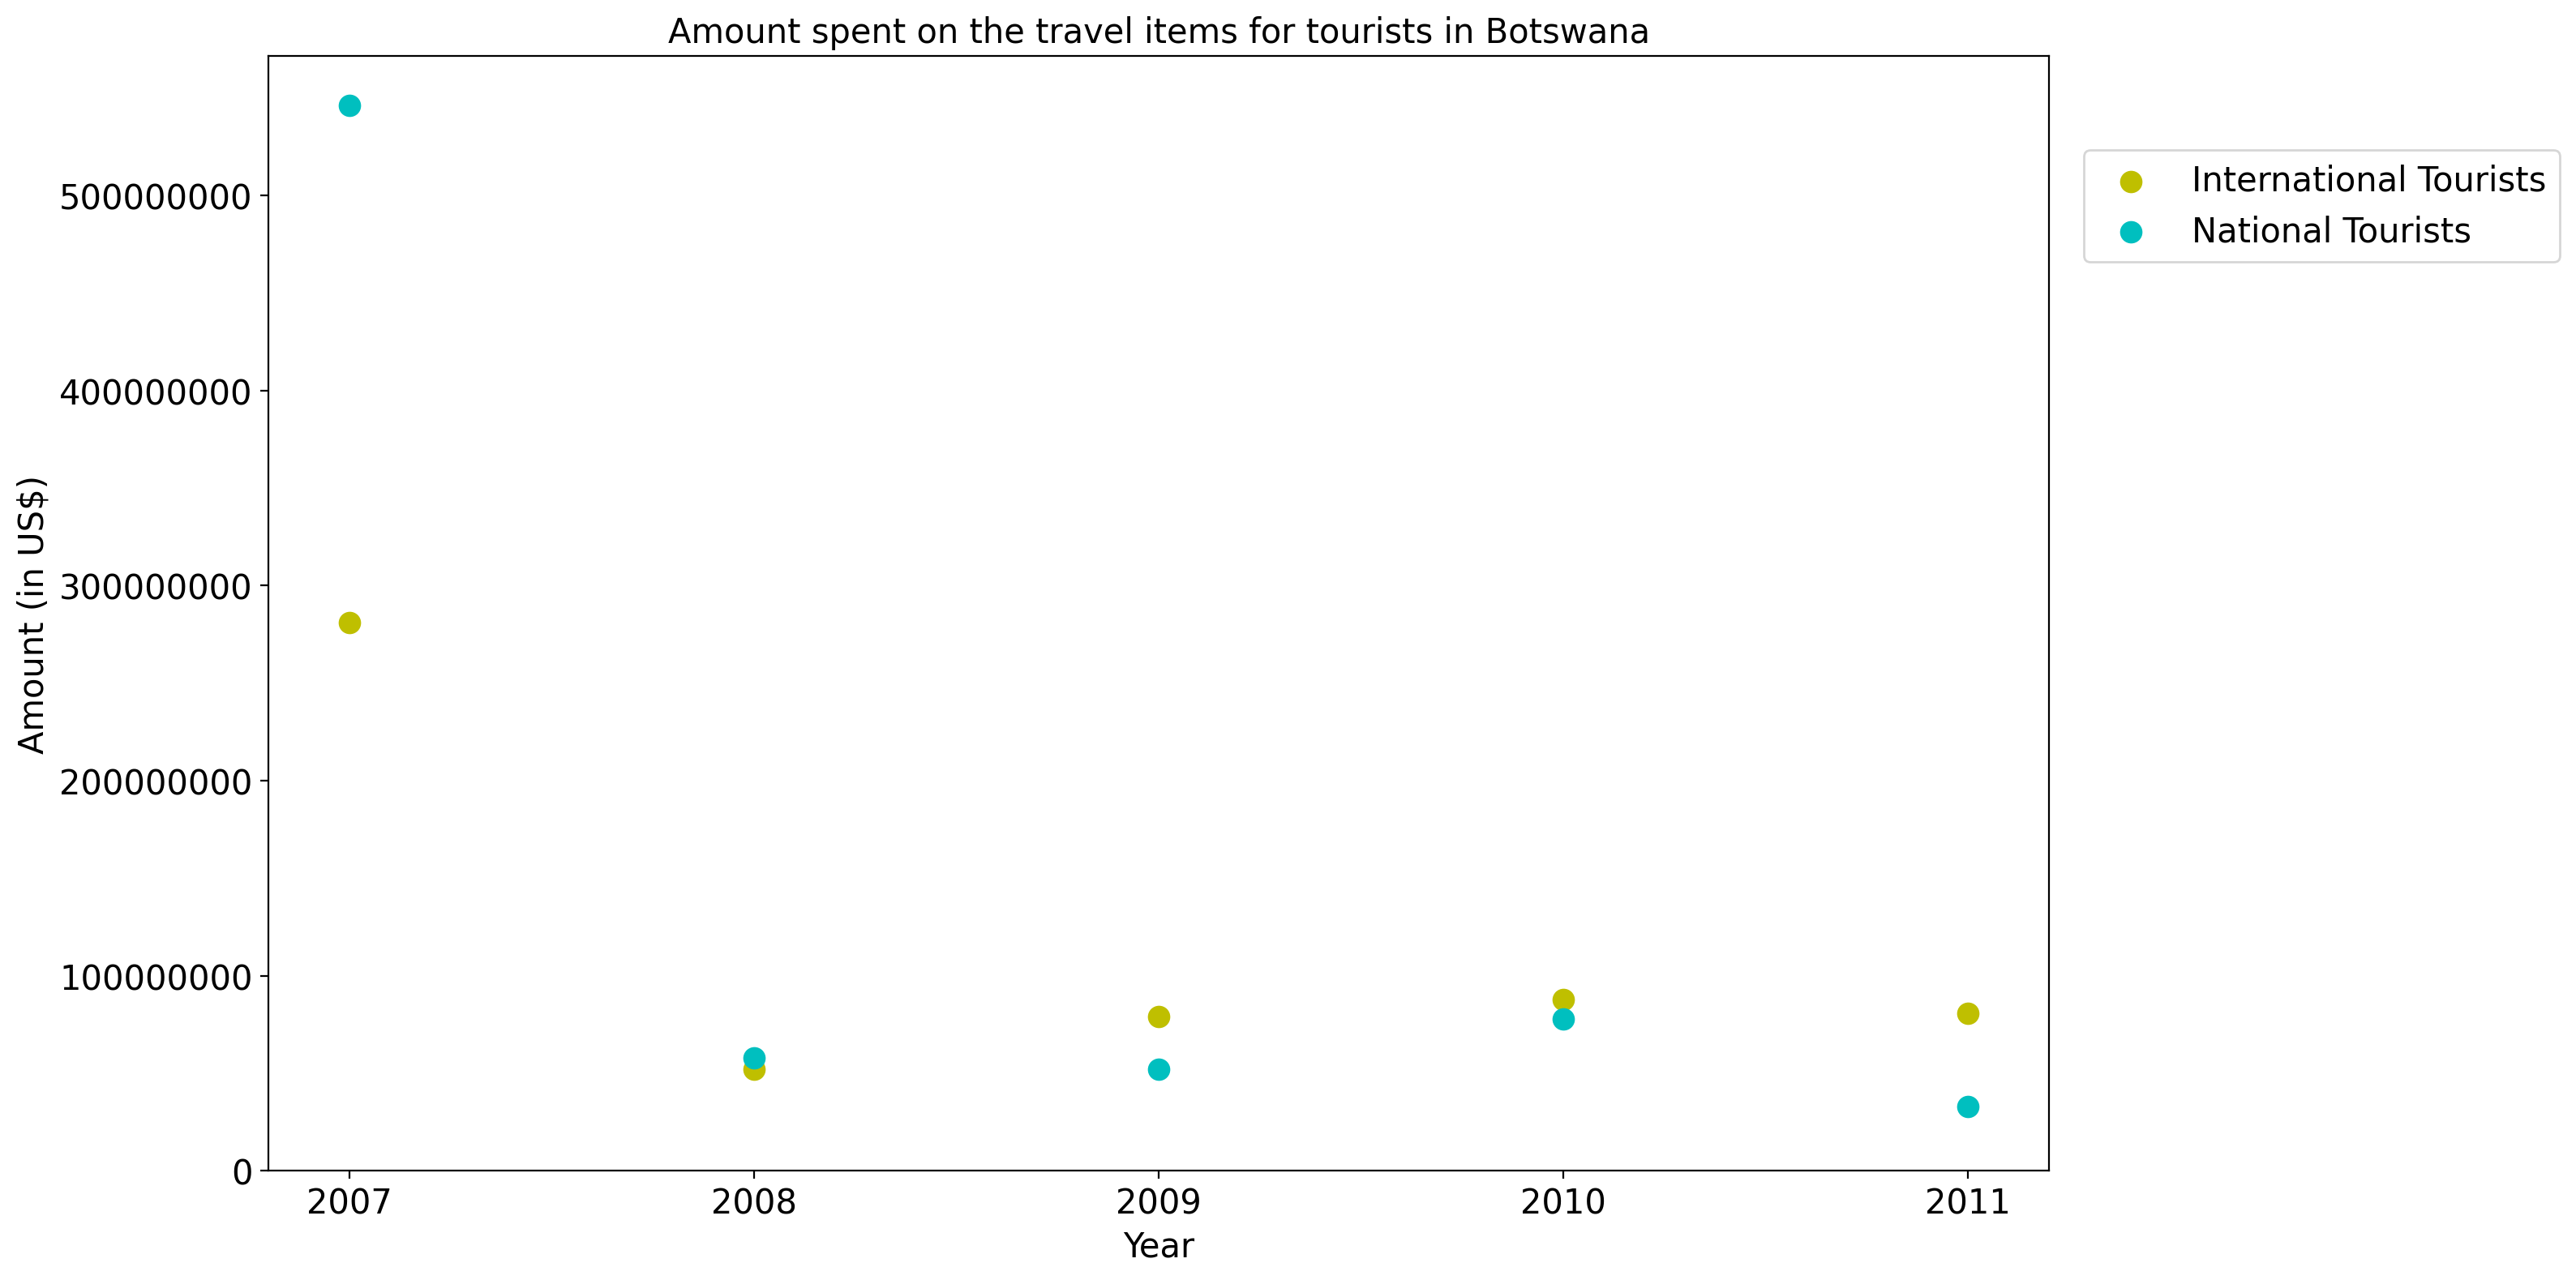 Amount spent on the travel items for tourists in Botswana
Amount (in US$)
500000000
400000000
300000000
200000000
100000000
0
2007 2008 2009 2010 2011
Year
International Tourists
National Tourists